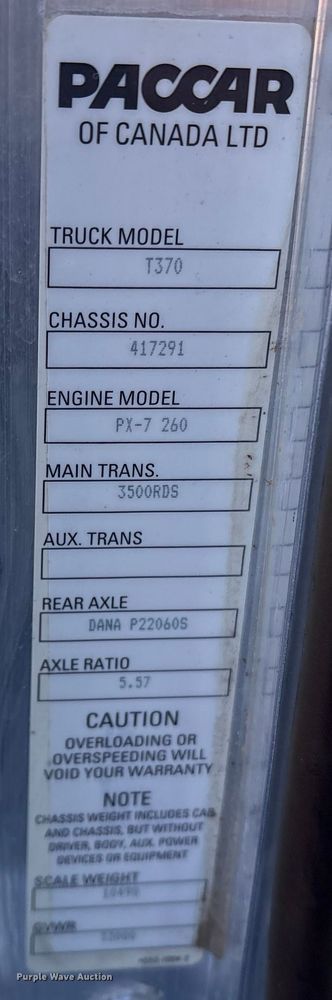 PACCAR
OF CANADA LTD
TRUCK MODEL
T370
CHASSIS NO.
417291
ENGINE MODEL
PX-7 260
MAIN TRANS.
3500RDS
AUX. TRANS
REAR AXLE
DANA P22060S
AXLE RATIO
5.57
CAUTION
OVERLOADING OR
OVERSPEEDING WILL
VOID YOUR WARRANTY
NOTE
CHASSIS WEIGHT INCLUDES CAB
AND CHASSIS, BUT WITHOUT
DRIVER, BODY, AUX. POWER
DEVICES OR EQUIPMENT
SCALE WEIGHT
GVWR
Purple Wave Auction